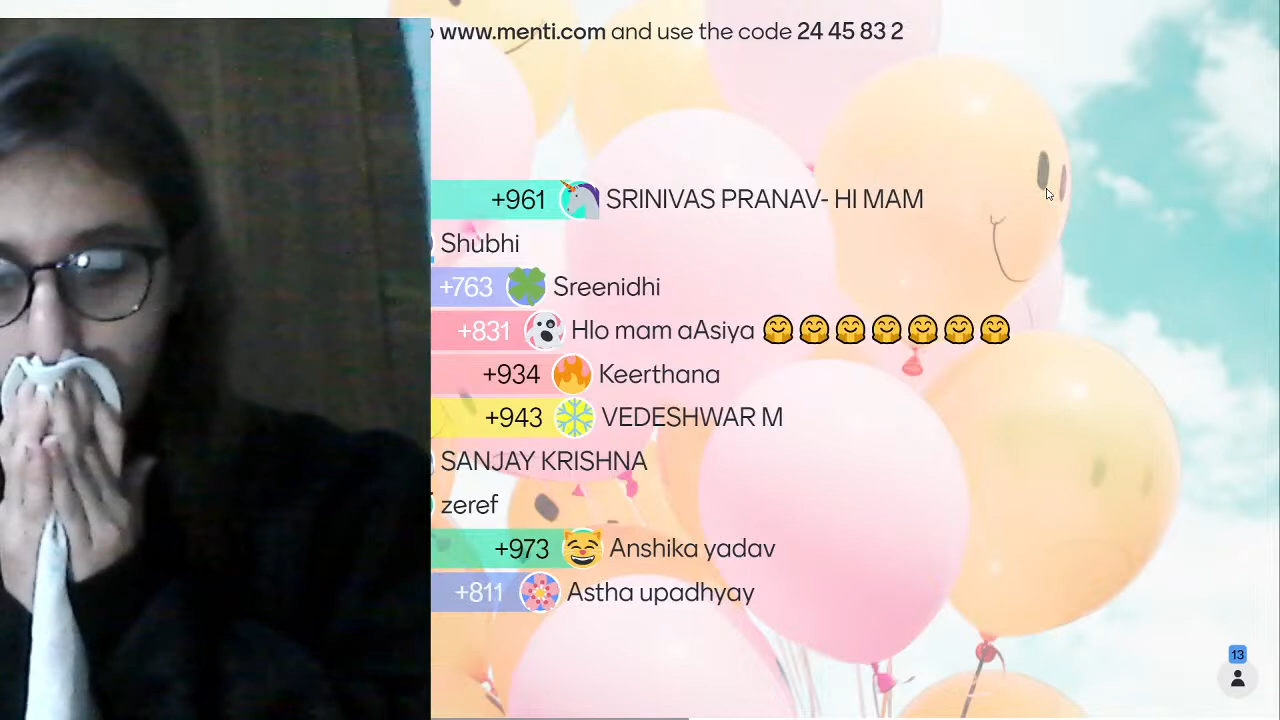 www.menti.com and use the code 24 45 83 2
+961 SRINIVAS PRANAV- HI MAM
Shubhi
+763 Sreenidhi
+831 Hlo mam aAsiya 🤗🤗🤗🤗🤗🤗🤗
+934 Keerthana
+943 VEDESHWAR M
SANJAY KRISHNA
zeref
+973 Anshika yadav
+811 Astha upadhyay
13